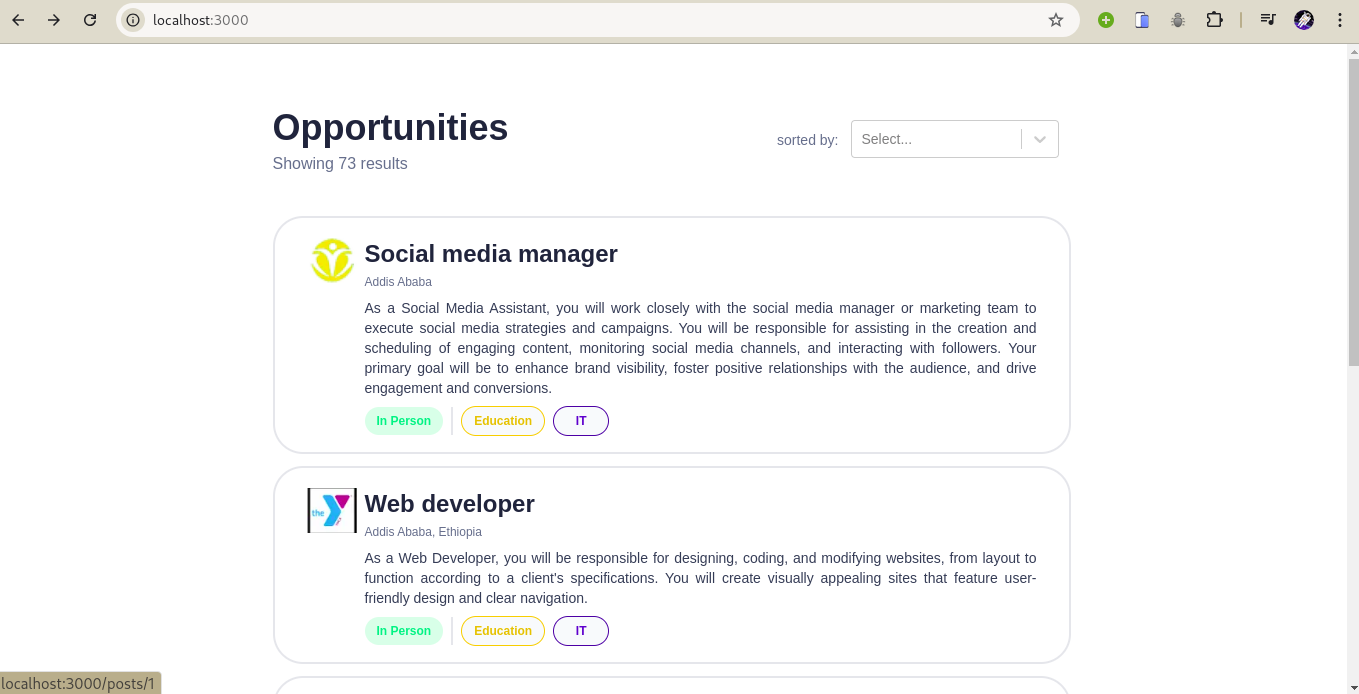 localhost:3000
Opportunities
sorted by:
Select...
Showing 73 results
Social media manager
Addis Ababa
As a Social Media Assistant, you will work closely with the social media manager or marketing team to
execute social media strategies and campaigns. You will be responsible for assisting in the creation and
scheduling of engaging content, monitoring social media channels, and interacting with followers. Your
primary goal will be to enhance brand visibility, foster positive relationships with the audience, and drive
engagement and conversions.
In Person
Education
IT
the
Web developer
Addis Ababa, Ethiopia
As a Web Developer, you will be responsible for designing, coding, and modifying websites, from layout to
function according to a client's specifications. You will create visually appealing sites that feature user-
friendly design and clear navigation.
In Person
Education
IT
localhost:3000/posts/1